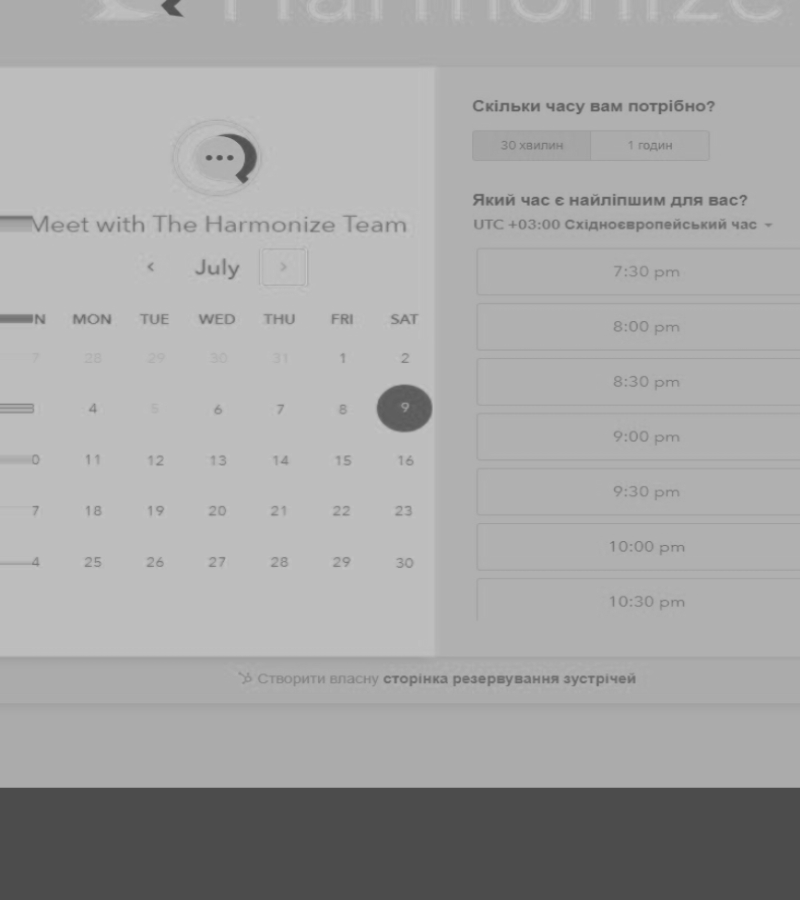 Harmonize
Meet with The Harmonize Team
July
N MON TUE WED THU FRI SAT
7 28 29 30 31 1 2
4 5 6 7 8 9
0 11 12 13 14 15 16
7 18 19 20 21 22 23
4 25 26 27 28 29 30
Скільки часу вам потрібно?
30 хвилин 1 годин
Який час є найліпшим для вас?
UTC +03:00 Східноєвропейський час
7:30 pm
8:00 pm
8:30 pm
9:00 pm
9:30 pm
10:00 pm
10:30 pm
Створити власну сторінка резервування зустрічей